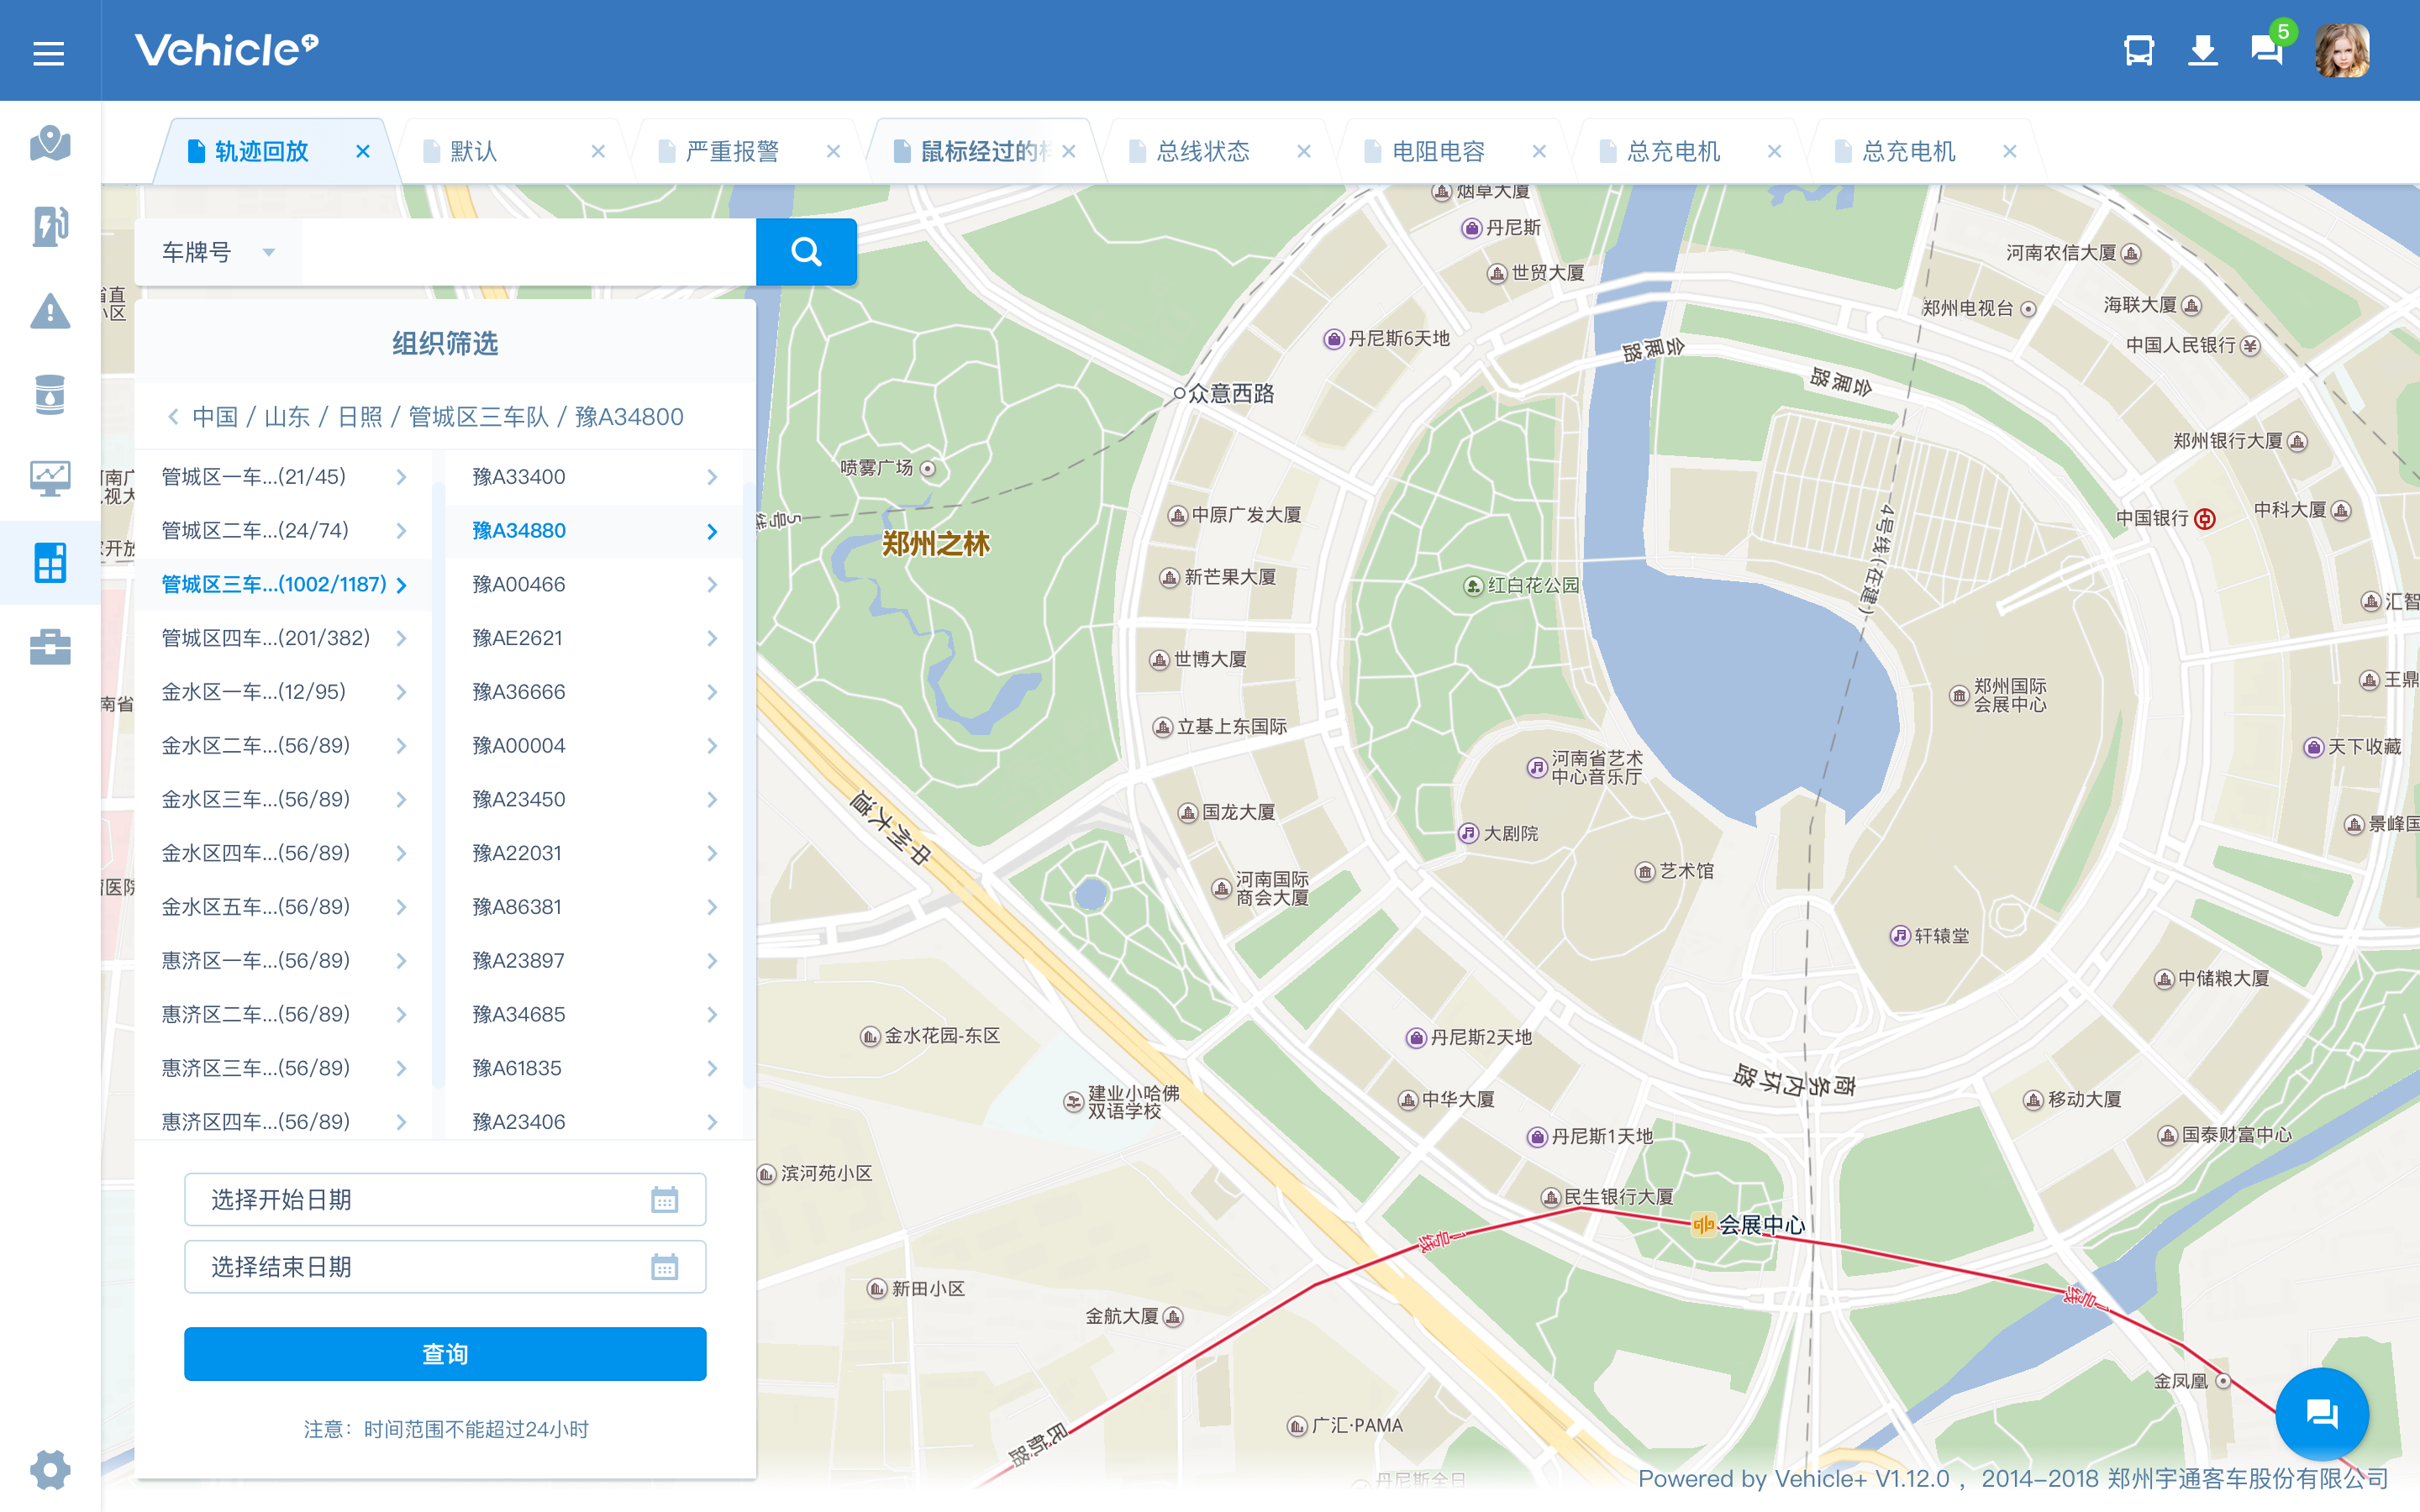 Vehicle+
5
轨迹回放
默认
严重报警
鼠标经过的
总线状态
电阻电容
总充电机
总充电机
车牌号
组织筛选
中国 / 山东 / 日照 / 管城区三车队 / 豫A34800
管城区一车...(21/45)
管城区二车...(24/74)
管城区三车...(1002/1187)
管城区四车...(201/382)
金水区一车...(12/95)
金水区二车...(56/89)
金水区三车...(56/89)
金水区四车...(56/89)
金水区五车...(56/89)
惠济区一车...(56/89)
惠济区二车...(56/89)
惠济区三车...(56/89)
惠济区四车...(56/89)
豫A33400
豫A34880
豫A00466
豫AE2621
豫A36666
豫A00004
豫A23450
豫A22031
豫A86381
豫A23897
豫A34685
豫A61835
豫A23406
选择开始日期
选择结束日期
查询
注意：时间范围不能超过24小时
省直
小区
南省
医院
烟草大厦
丹尼斯
世贸大厦
丹尼斯6天地
河南农信大厦
郑州电视台
海联大厦
中国人民银行
会展路
会展路
众意西路
郑州银行大厦
喷雾广场
5号线
中原广发大厦
4号线(在建)
中国银行
中科大厦
郑州之林
新芒果大厦
红白花公园
汇智
世博大厦
王鼎
郑州国际
会展中心
立基上东国际
天下收藏
河南省艺术
中心音乐厅
国龙大厦
中州大道
大剧院
景峰国
艺术馆
河南国际
商会大厦
轩辕堂
中储粮大厦
金水花园-东区
丹尼斯2天地
商务内环路
建业小哈佛
双语学校
中华大厦
移动大厦
丹尼斯1天地
国泰财富中心
滨河苑小区
民生银行大厦
会展中心
1号线
新田小区
1号线
金航大厦
金凤凰
广汇·PAMA
民航路
丹尼斯全日
Powered by Vehicle+ V1.12.0 ，2014-2018 郑州宇通客车股份有限公司